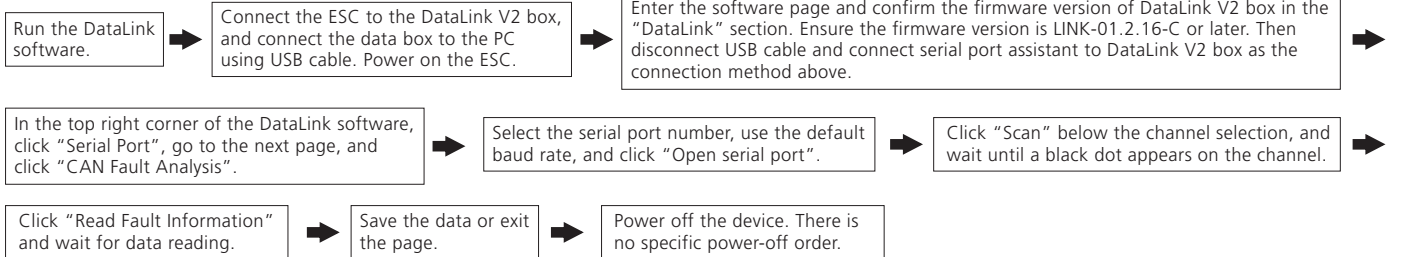 Run the DataLink
software.
Connect the ESC to the DataLink V2 box,
and connect the data box to the PC
using USB cable. Power on the ESC.
Enter the software page and confirm the firmware version of DataLink V2 box in the
“DataLink” section. Ensure the firmware version is LINK-01.2.16-C or later. Then
disconnect USB cable and connect serial port assistant to DataLink V2 box as the
connection method above.
In the top right corner of the DataLink software,
click “Serial Port”, go to the next page, and
click “CAN Fault Analysis”.
Select the serial port number, use the default
baud rate, and click “Open serial port”.
Click “Scan” below the channel selection, and
wait until a black dot appears on the channel.
Click “Read Fault Information”
and wait for data reading.
Save the data or exit
the page.
Power off the device. There is
no specific power-off order.